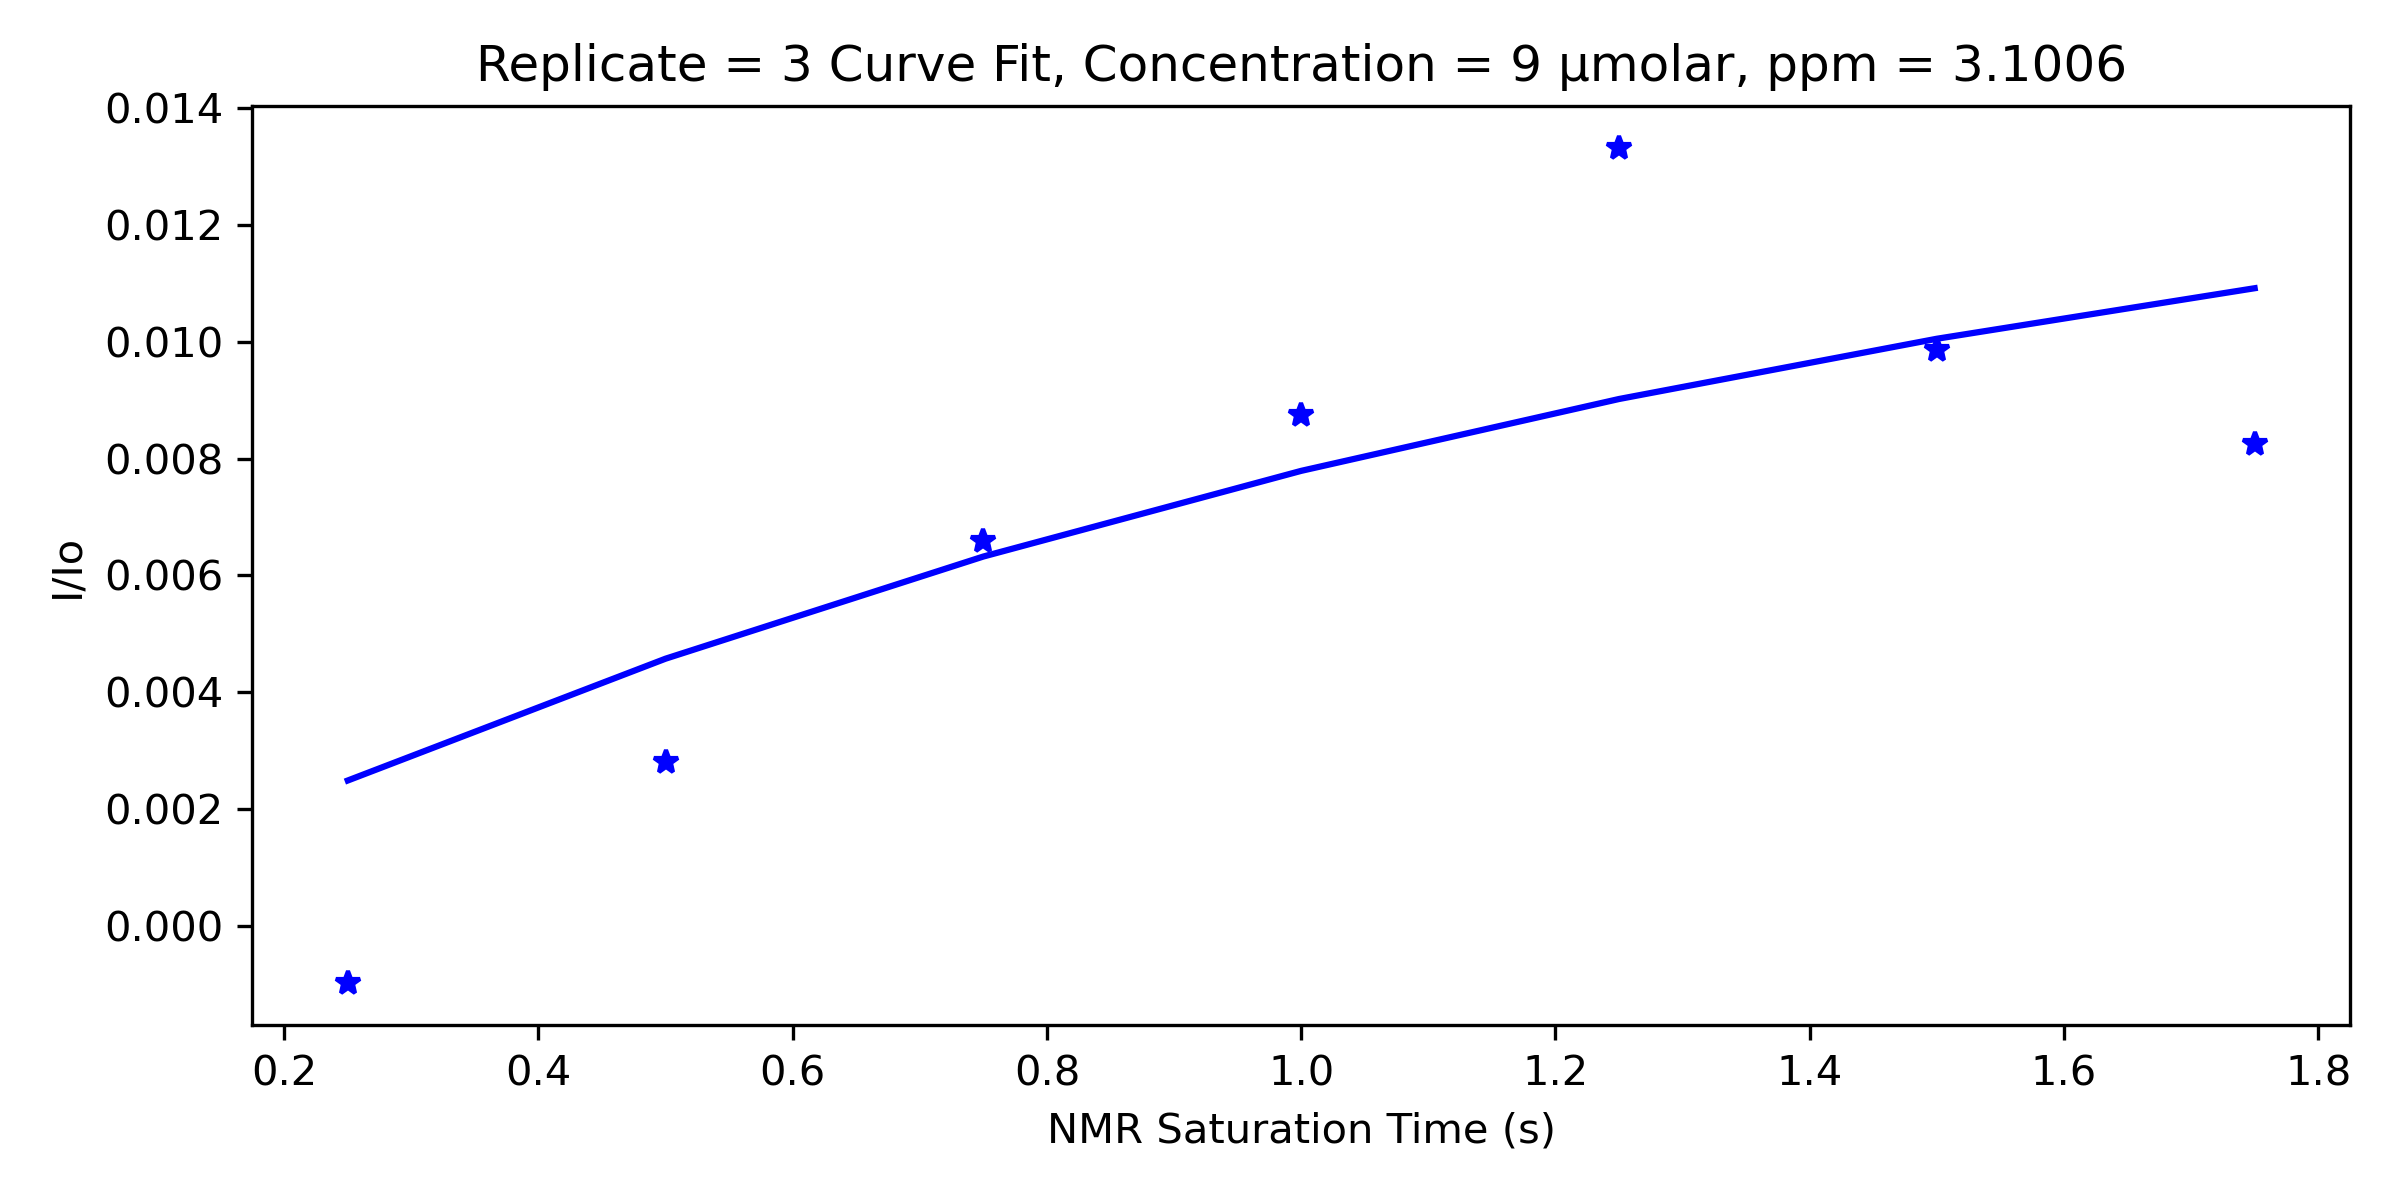 Replicate = 3 Curve Fit, Concentration = 9 μmolar, ppm = 3.1006
0.014
0.012
0.010
0.008
0.006
0.004
0.002
0.000
I/Io
0.2 0.4 0.6 0.8 1.0 1.2 1.4 1.6 1.8
NMR Saturation Time (s)